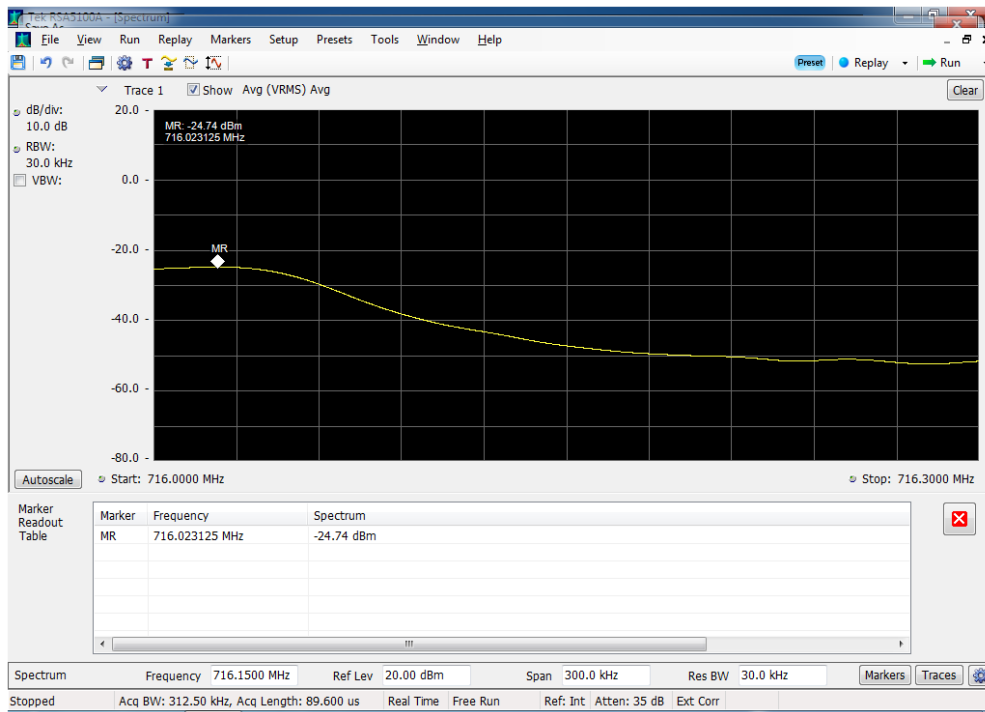 Tek RSA5100A - [Spectrum]
File View Run Replay Markers Setup Presets Tools Window Help
T Preset Replay Run
Trace 1 Show Avg (VRMS) Avg Clear
dB/div:
10.0 dB
RBW:
30.0 kHz
VBW:
20.0
0.0
-20.0
-40.0
-60.0
-80.0
MR: -24.74 dBm
716.023125 MHz
MR
Autoscale Start: 716.0000 MHz Stop: 716.3000 MHz
Marker
Readout
Table
Marker Frequency Spectrum
MR 716.023125 MHz -24.74 dBm
Spectrum Frequency 716.1500 MHz Ref Lev 20.00 dBm Span 300.0 kHz Res BW 30.0 kHz Markers Traces
Stopped Acq BW: 312.50 kHz, Acq Length: 89.600 us Real Time Free Run Ref: Int Atten: 35 dB Ext Corr